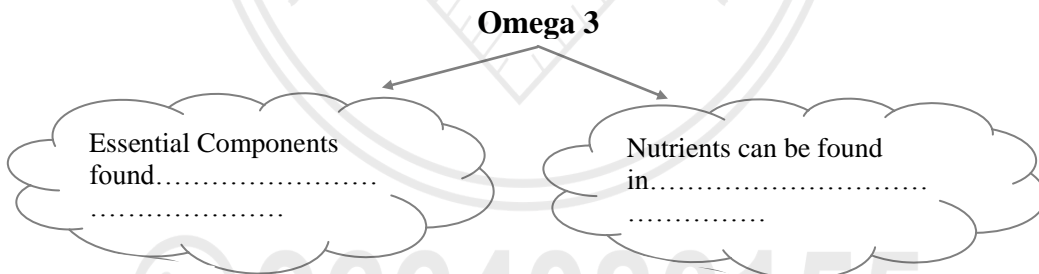 Omega 3
Essential Components
found........................
.....................
Nutrients can be found
in..............................
...............